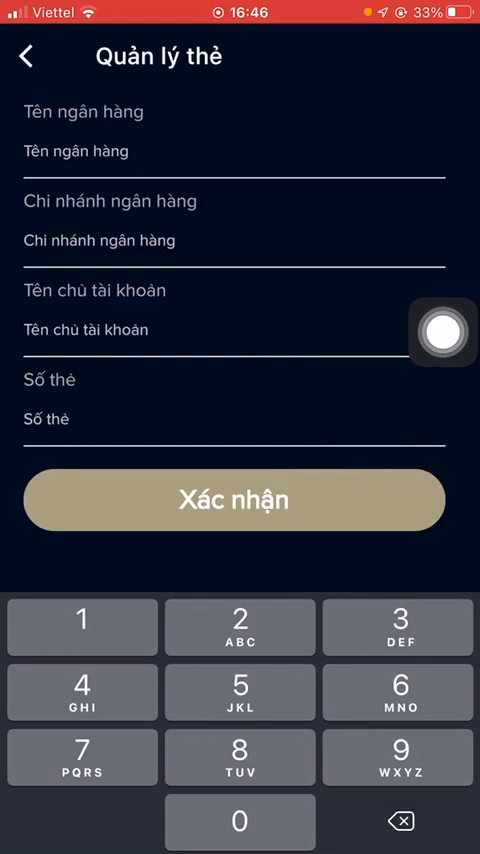 Viettel 16:46 33%
Quản lý thẻ
Tên ngân hàng
Tên ngân hàng
Chi nhánh ngân hàng
Chi nhánh ngân hàng
Tên chủ tài khoản
Tên chủ tài khoản
Số thẻ
Số thẻ
Xác nhận
1 2 3
ABC DEF
4 5 6
GHI JKL MNO
7 8 9
PQRS TUV WXYZ
0